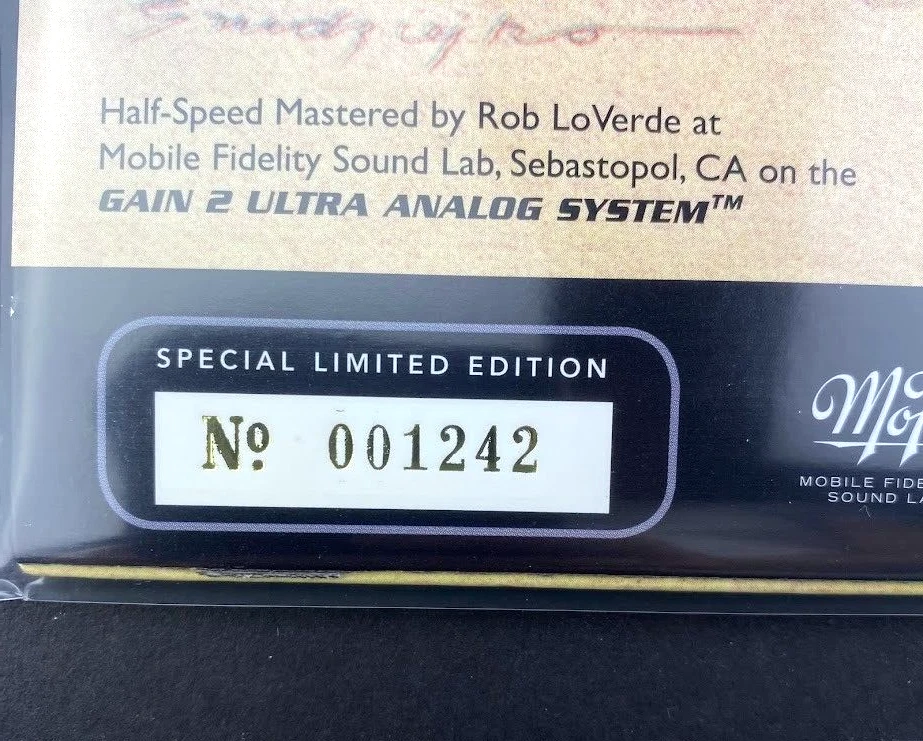 Half-Speed Mastered by Rob LoVerde at
Mobile Fidelity Sound Lab, Sebastopol, CA on the
GAIN 2 ULTRA ANALOG SYSTEM™
SPECIAL LIMITED EDITION
Nº 001242
MOBILE FIDE
SOUND LA